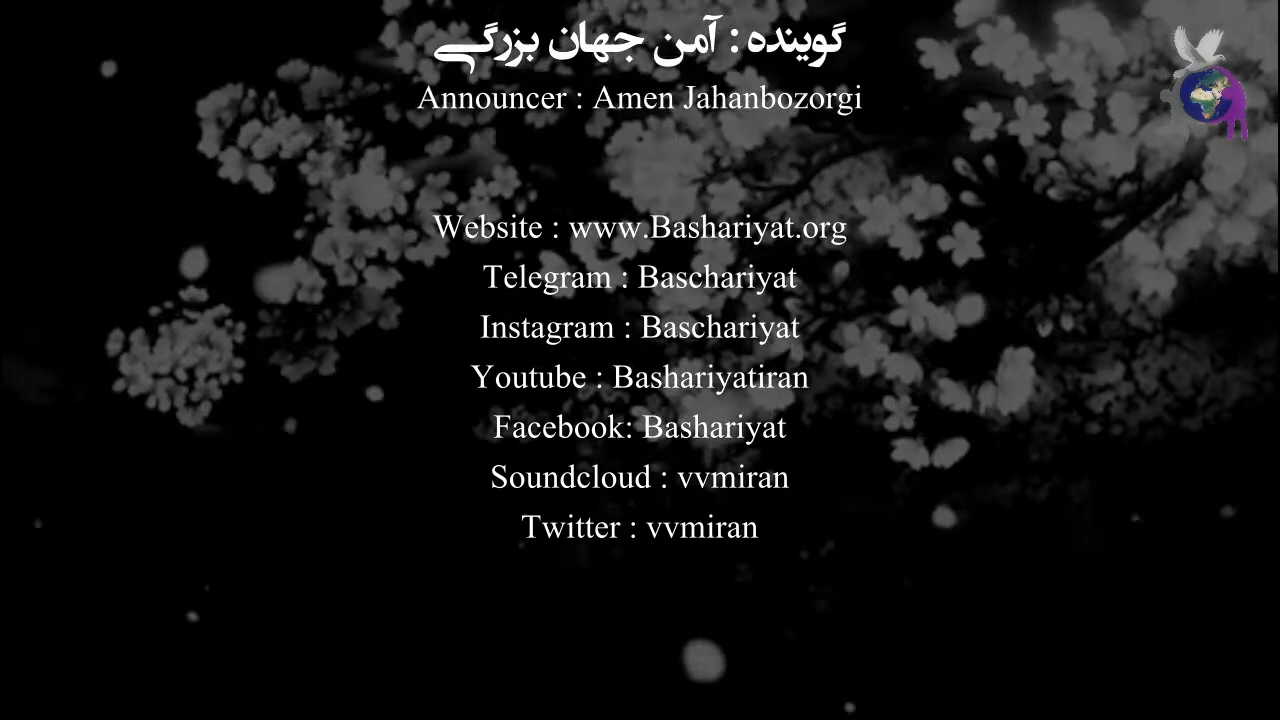 گوینده : آمن جهان بزرگی
Announcer : Amen Jahanbozorgi
Website : www.Bashariyat.org
Telegram : Baschariyat
Instagram : Baschariyat
Youtube : Bashariyatiran
Facebook: Bashariyat
Soundcloud : vvmiran
Twitter : vvmiran